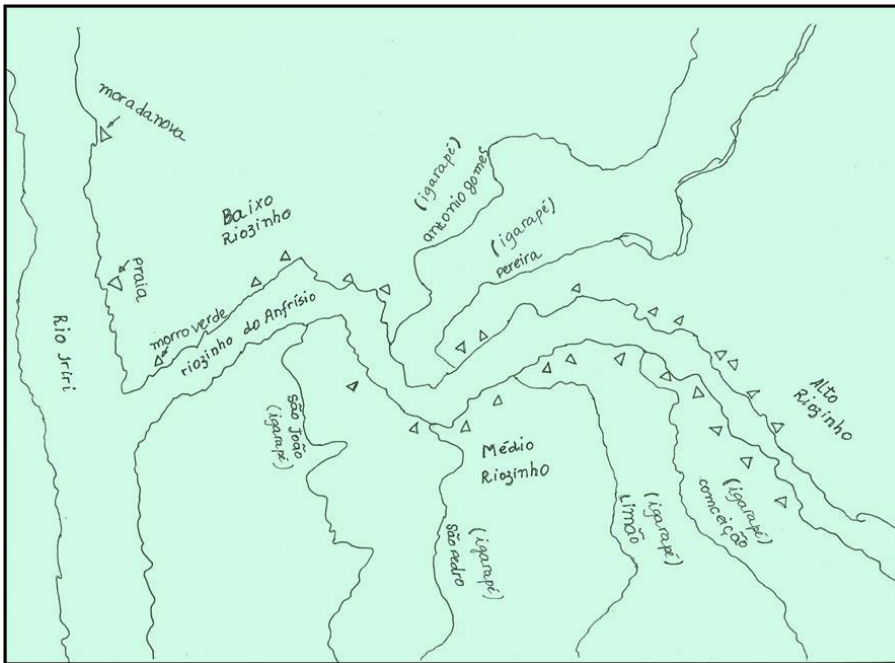 moradanova
(igarapé)
antonio gomes
Baixo
Riozinho
(igarapé)
pereira
praia
morro verde
riozinho do Anfrísio
Rio Iriri
são João
(igarapé)
Médio
Riozinho
Alto
Riozinho
são Pedro
(igarapé)
Limão
(igarapé)
(igarapé)
comceição